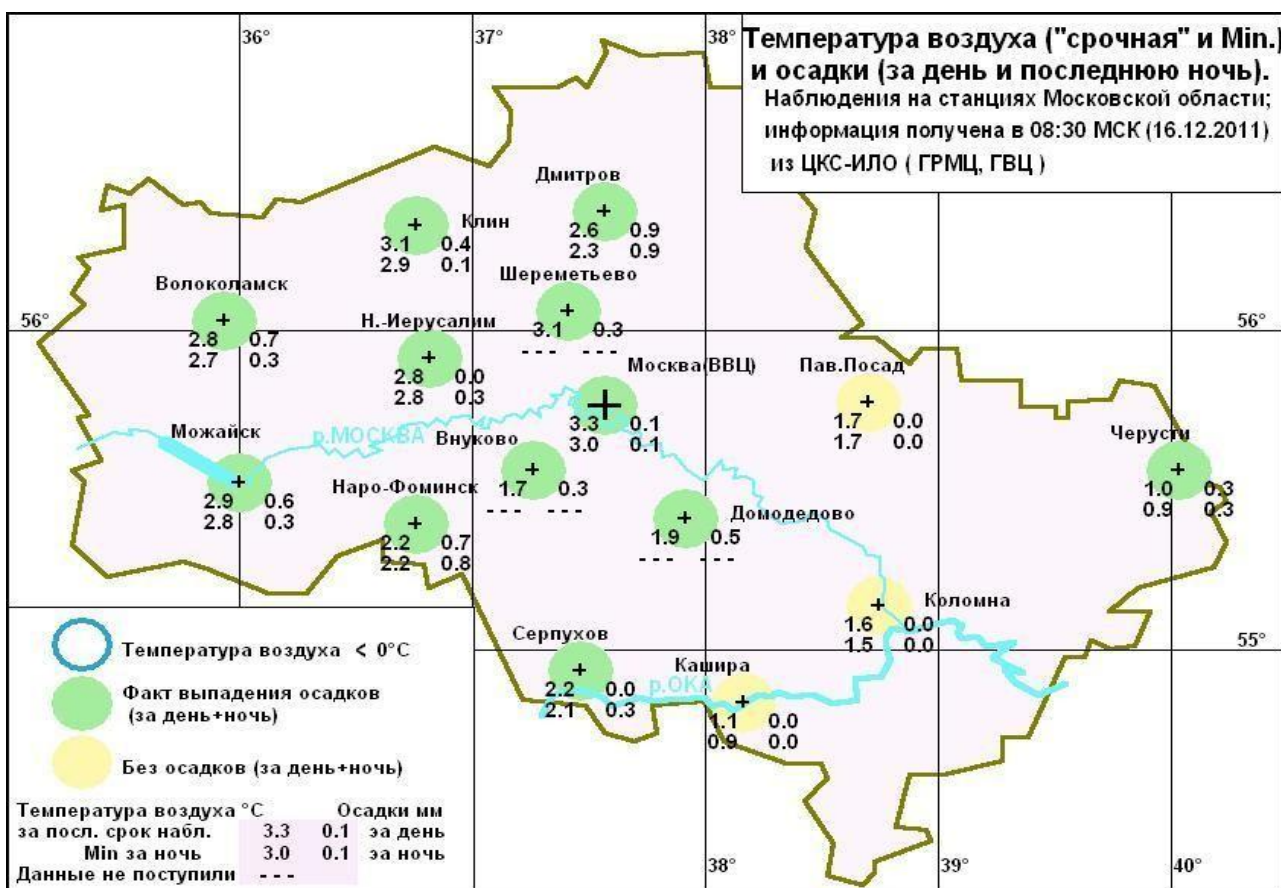 36°
37°
38°
Температура воздуха ("срочная" и Min.)
и осадки (за день и последнюю ночь).
Наблюдения на станциях Московской области;
информация получена в 08:30 МСК (16.12.2011)
из ЦКС-ИЛО ( ГРМЦ, ГВЦ )
Дмитров
2.6 0.9
2.3 0.9
Клин
3.1 0.4
2.9 0.1
Шереметьево
3.1 0.3
--- ---
Волоколамск
2.8 0.7
2.7 0.3
56°
56°
Н.-Иерусалим
2.8 0.0
2.8 0.3
Москва(ВВЦ)
3.3 0.1
3.0 0.1
Пав.Посад
1.7 0.0
1.7 0.0
Можайск
2.9 0.6
2.8 0.3
р.МОСКВА
Внуково
1.7 0.3
--- ---
Черусти
1.0 0.3
0.9 0.3
Наро-Фоминск
2.2 0.7
2.2 0.8
Домодедово
1.9 0.5
--- ---
Коломна
1.6 0.0
1.5 0.0
55°
Серпухов
2.2 0.0
2.1 0.3
р.ОКА
Кашира
1.1 0.0
0.9 0.0
Температура воздуха < 0°C
Факт выпадения осадков
(за день+ночь)
Без осадков (за день+ночь)
Температура воздуха °C Осадки мм
за посл. срок набл. 3.3 0.1 за день
Min за ночь 3.0 0.1 за ночь
Данные не поступили ---
38°
39°
40°